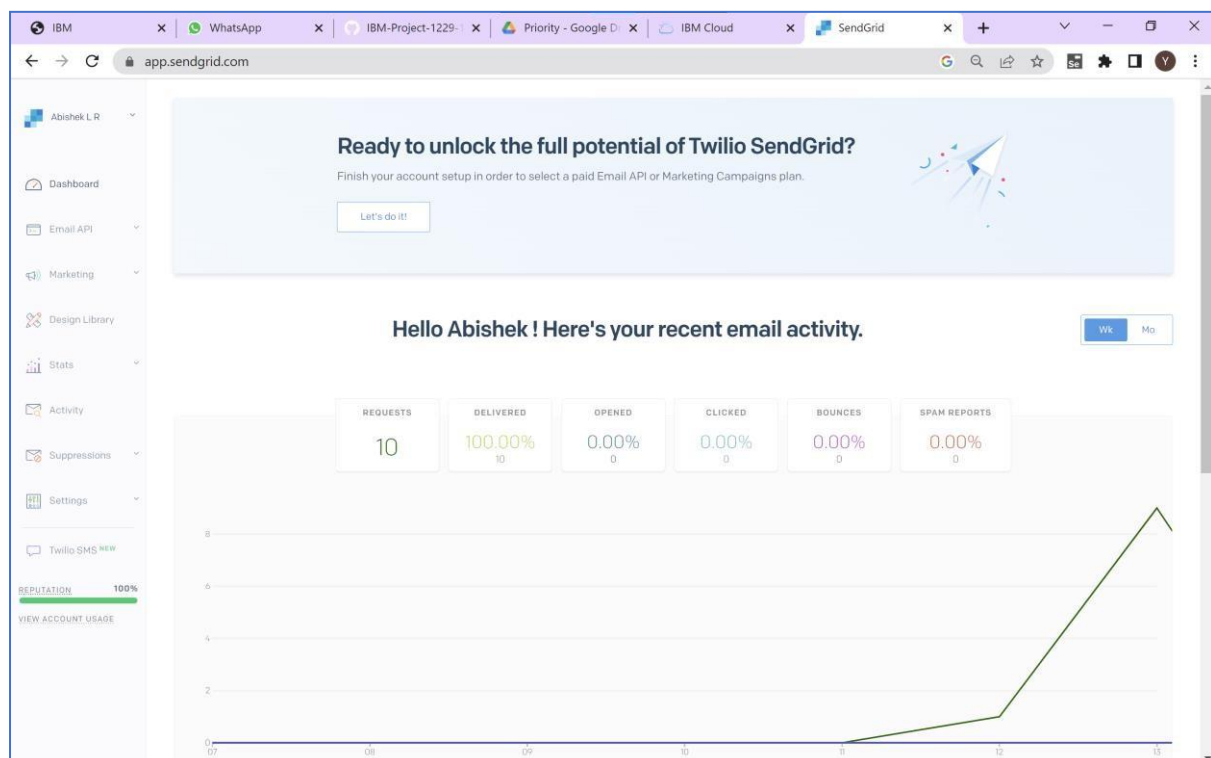 IBM
WhatsApp
IBM-Project-1229-
Priority - Google D
IBM Cloud
SendGrid
app.sendgrid.com
Se
Y
Abishek L R
Dashboard
Email API
Marketing
Design Library
Stats
Activity
Suppressions
Settings
Twilio SMS NEW
REPUTATION 100%
VIEW ACCOUNT USAGE
Ready to unlock the full potential of Twilio SendGrid?
Finish your account setup in order to select a paid Email API or Marketing Campaigns plan.
Let's do it!
Hello Abishek ! Here's your recent email activity.
Wk Mo
REQUESTS
10
DELIVERED
100.00%
10
OPENED
0.00%
0
CLICKED
0.00%
0
BOUNCES
0.00%
0
SPAM REPORTS
0.00%
0
8
6
4
2
0
07 08 09 10 11 12 13